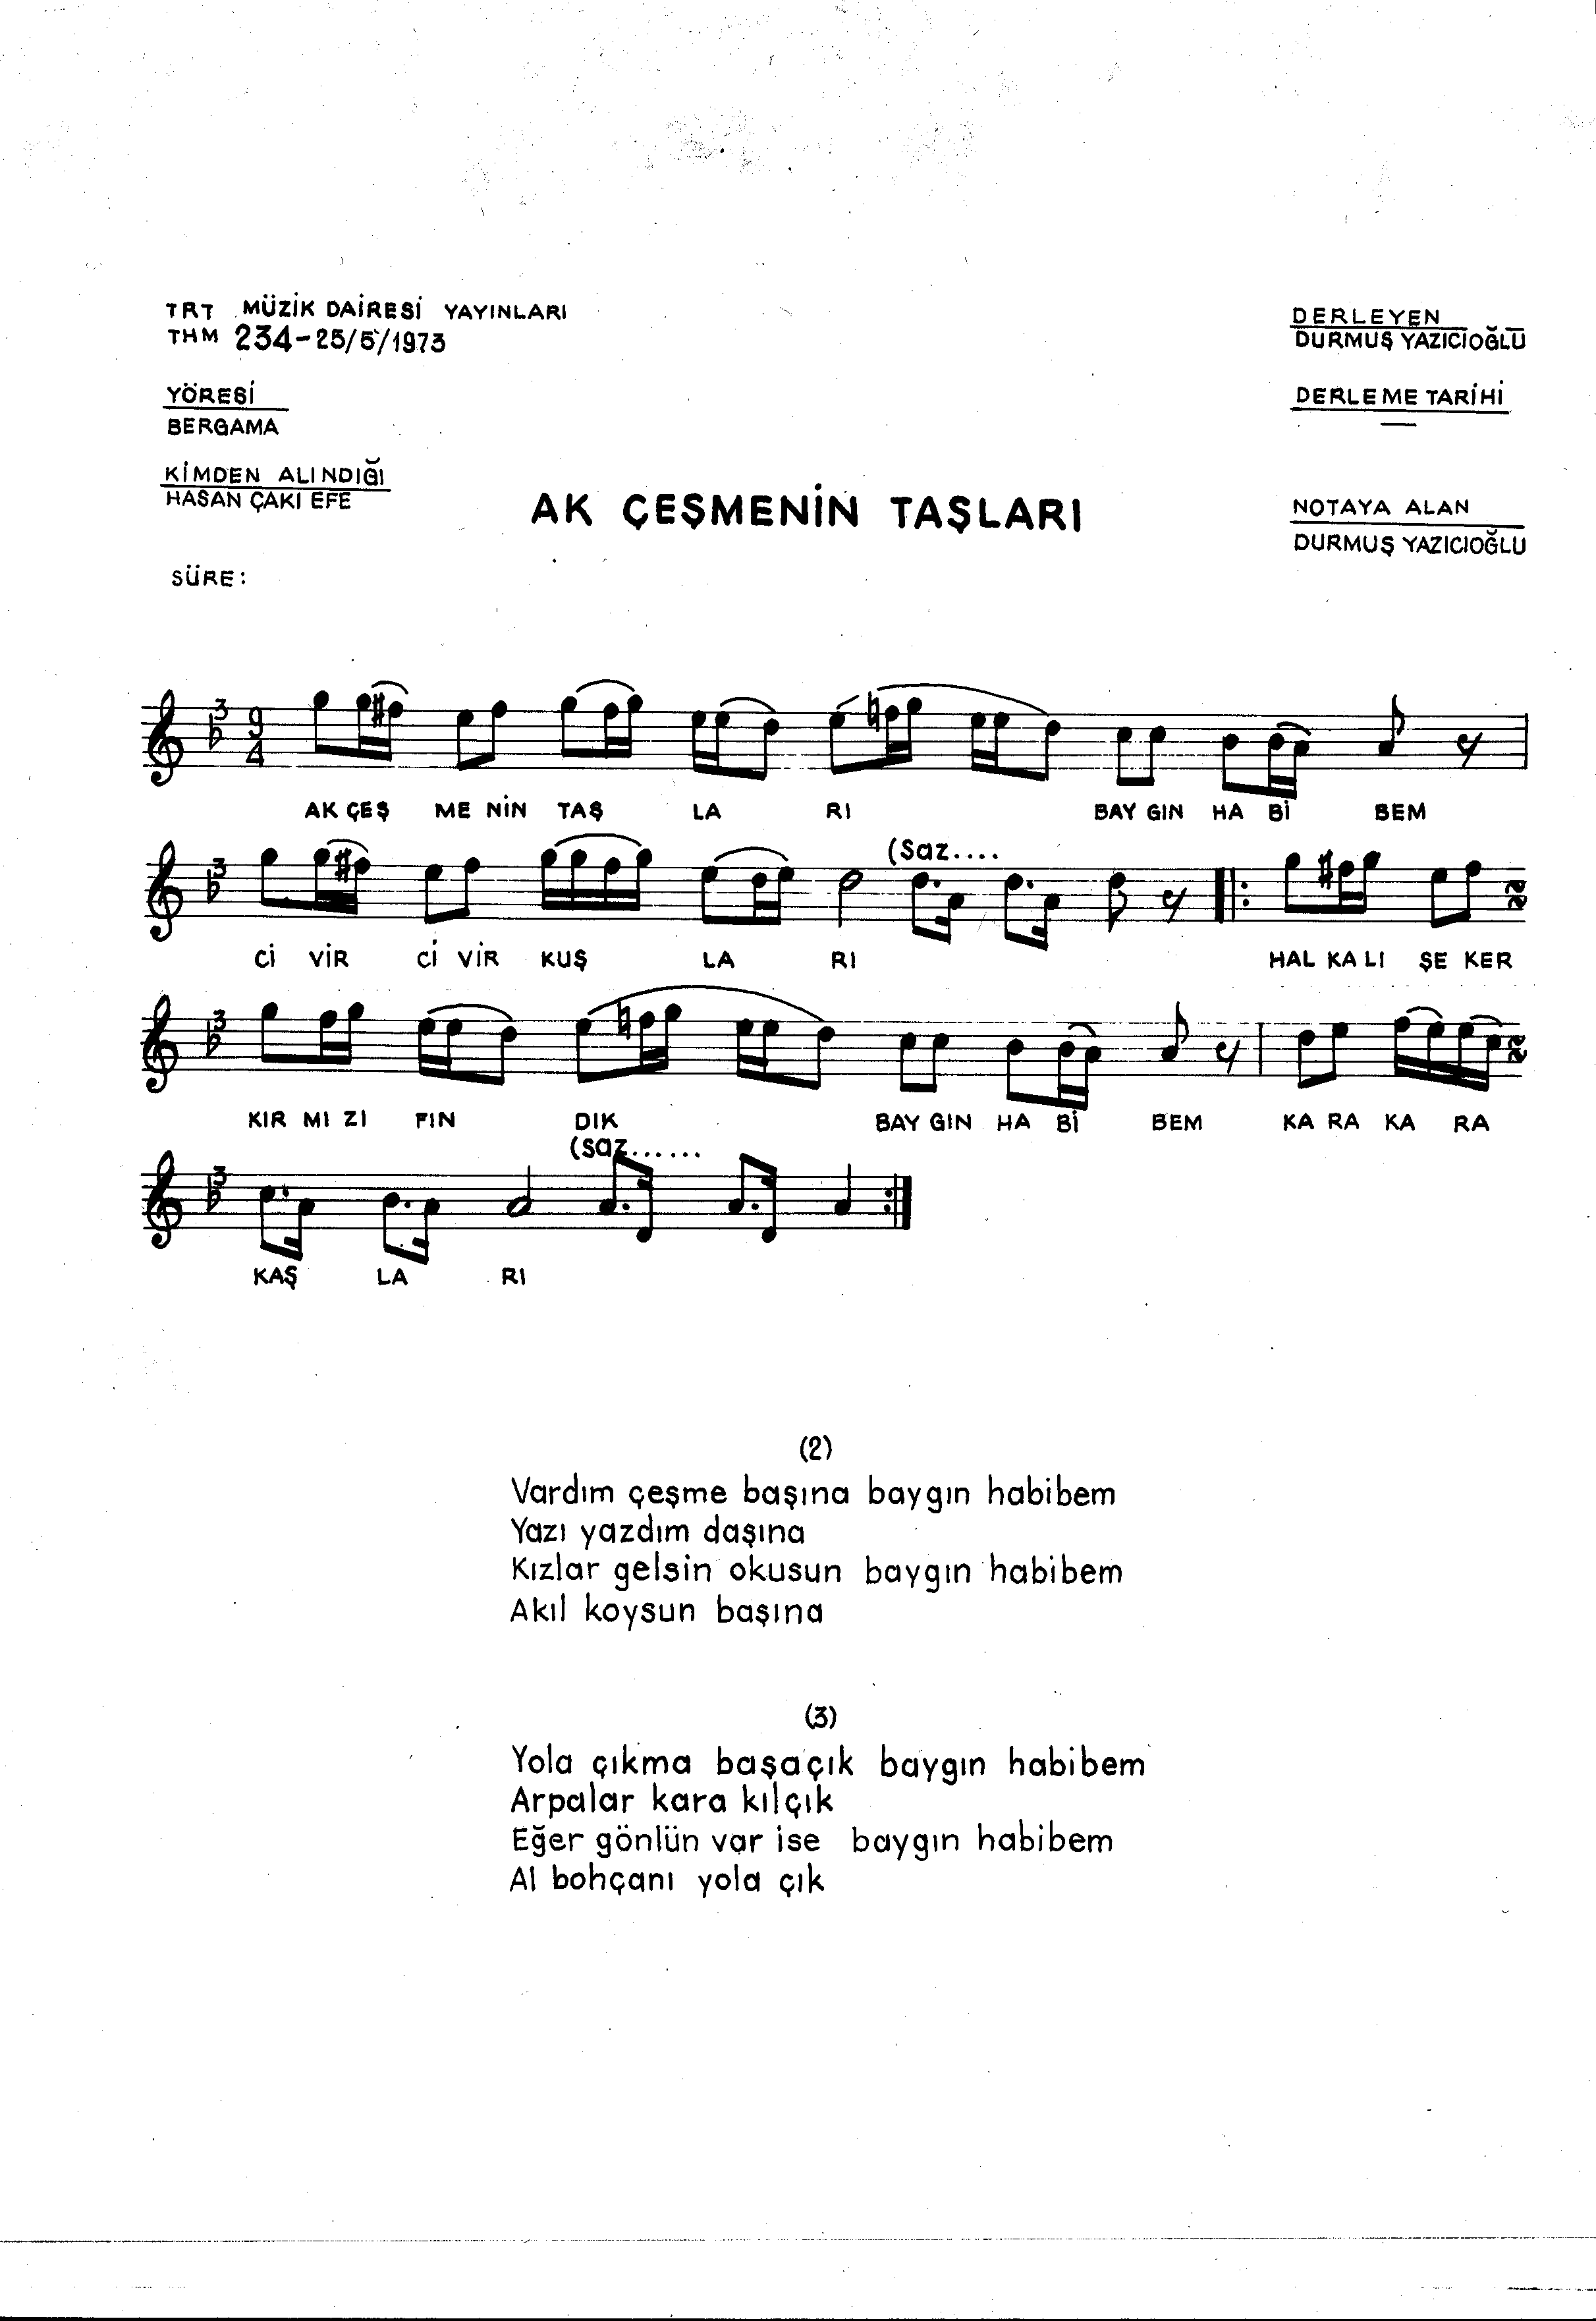 TRT MÜZİK DAİRESİ YAYINLARI
THM 234-25/5/1973
YÖRESİ
BERGAMA
KİMDEN ALINDIĞI
HASAN ÇAKI EFE
SÜRE:
AK ÇEŞMENİN TAŞLARI
DERLEYEN
DURMUŞ YAZICIOĞLU
DERLEME TARİHİ
—
NOTAYA ALAN
DURMUŞ YAZICIOĞLU
3 9/4
AK ÇEŞ ME NİN TAŞ LA RI BAY GIN HA Bİ BEM
(Saz....
3
Cİ VİR Cİ VİR KUŞ LA RI HAL KA LI ŞE KER
3
KIR MI ZI FIN DIK BAY GIN HA Bİ BEM KA RA KA RA
(saz......
3
KAŞ LA RI
(2)
Vardım çeşme başına baygın habibem
Yazı yazdım daşına
Kızlar gelsin okusun baygın habibem
Akıl koysun başına
(3)
Yola çıkma başaçık baygın habibem
Arpalar kara kılçık
Eğer gönlün var ise baygın habibem
Al bohçanı yola çık